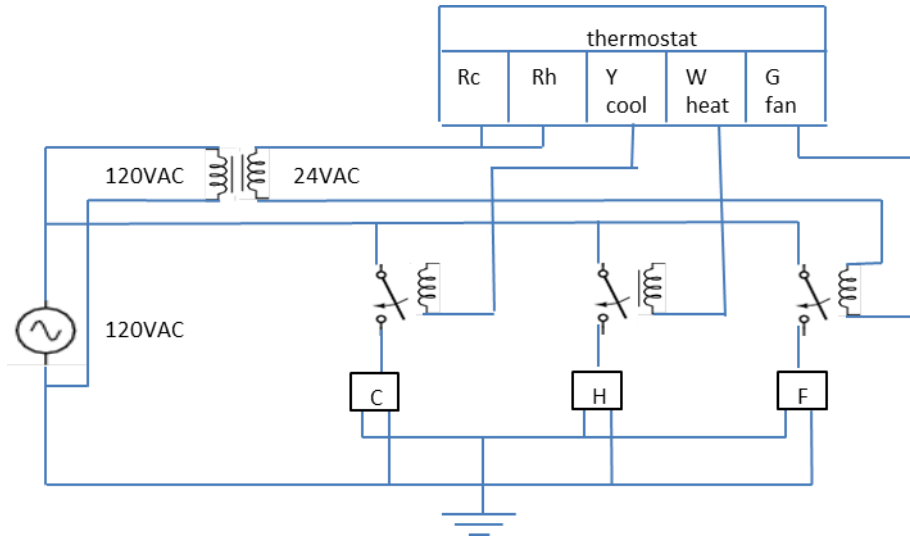 thermostat
Rc
Rh
Y
cool
W
heat
G
fan
120VAC
24VAC
120VAC
C
H
F